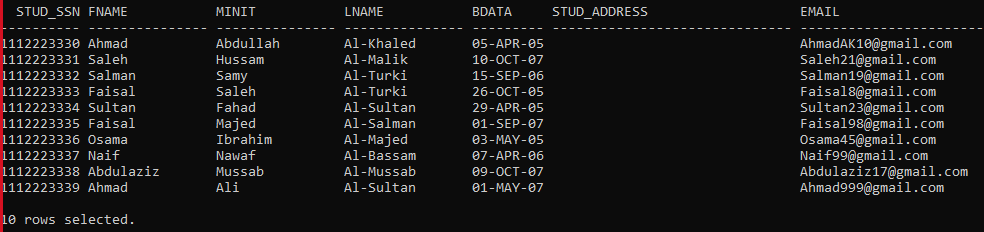 STUD_SSN FNAME MINIT LNAME BDATA STUD_ADDRESS EMAIL
---------- --------------- --------------- --------------- --------- ------------------------------ -----------------------
1112223330 Ahmad Abdullah Al-Khaled 05-APR-05 AhmadAK10@gmail.com
1112223331 Saleh Hussam Al-Malik 10-OCT-07 Saleh21@gmail.com
1112223332 Salman Samy Al-Turki 15-SEP-06 Salman19@gmail.com
1112223333 Faisal Saleh Al-Turki 26-OCT-05 Faisal8@gmail.com
1112223334 Sultan Fahad Al-Sultan 29-APR-05 Sultan23@gmail.com
1112223335 Faisal Majed Al-Salman 01-SEP-07 Faisal98@gmail.com
1112223336 Osama Ibrahim Al-Majed 03-MAY-05 Osama45@gmail.com
1112223337 Naif Nawaf Al-Bassam 07-APR-06 Naif99@gmail.com
1112223338 Abdulaziz Mussab Al-Mussab 09-OCT-07 Abdulaziz17@gmail.com
1112223339 Ahmad Ali Al-Sultan 01-MAY-07 Ahmad999@gmail.com
10 rows selected.